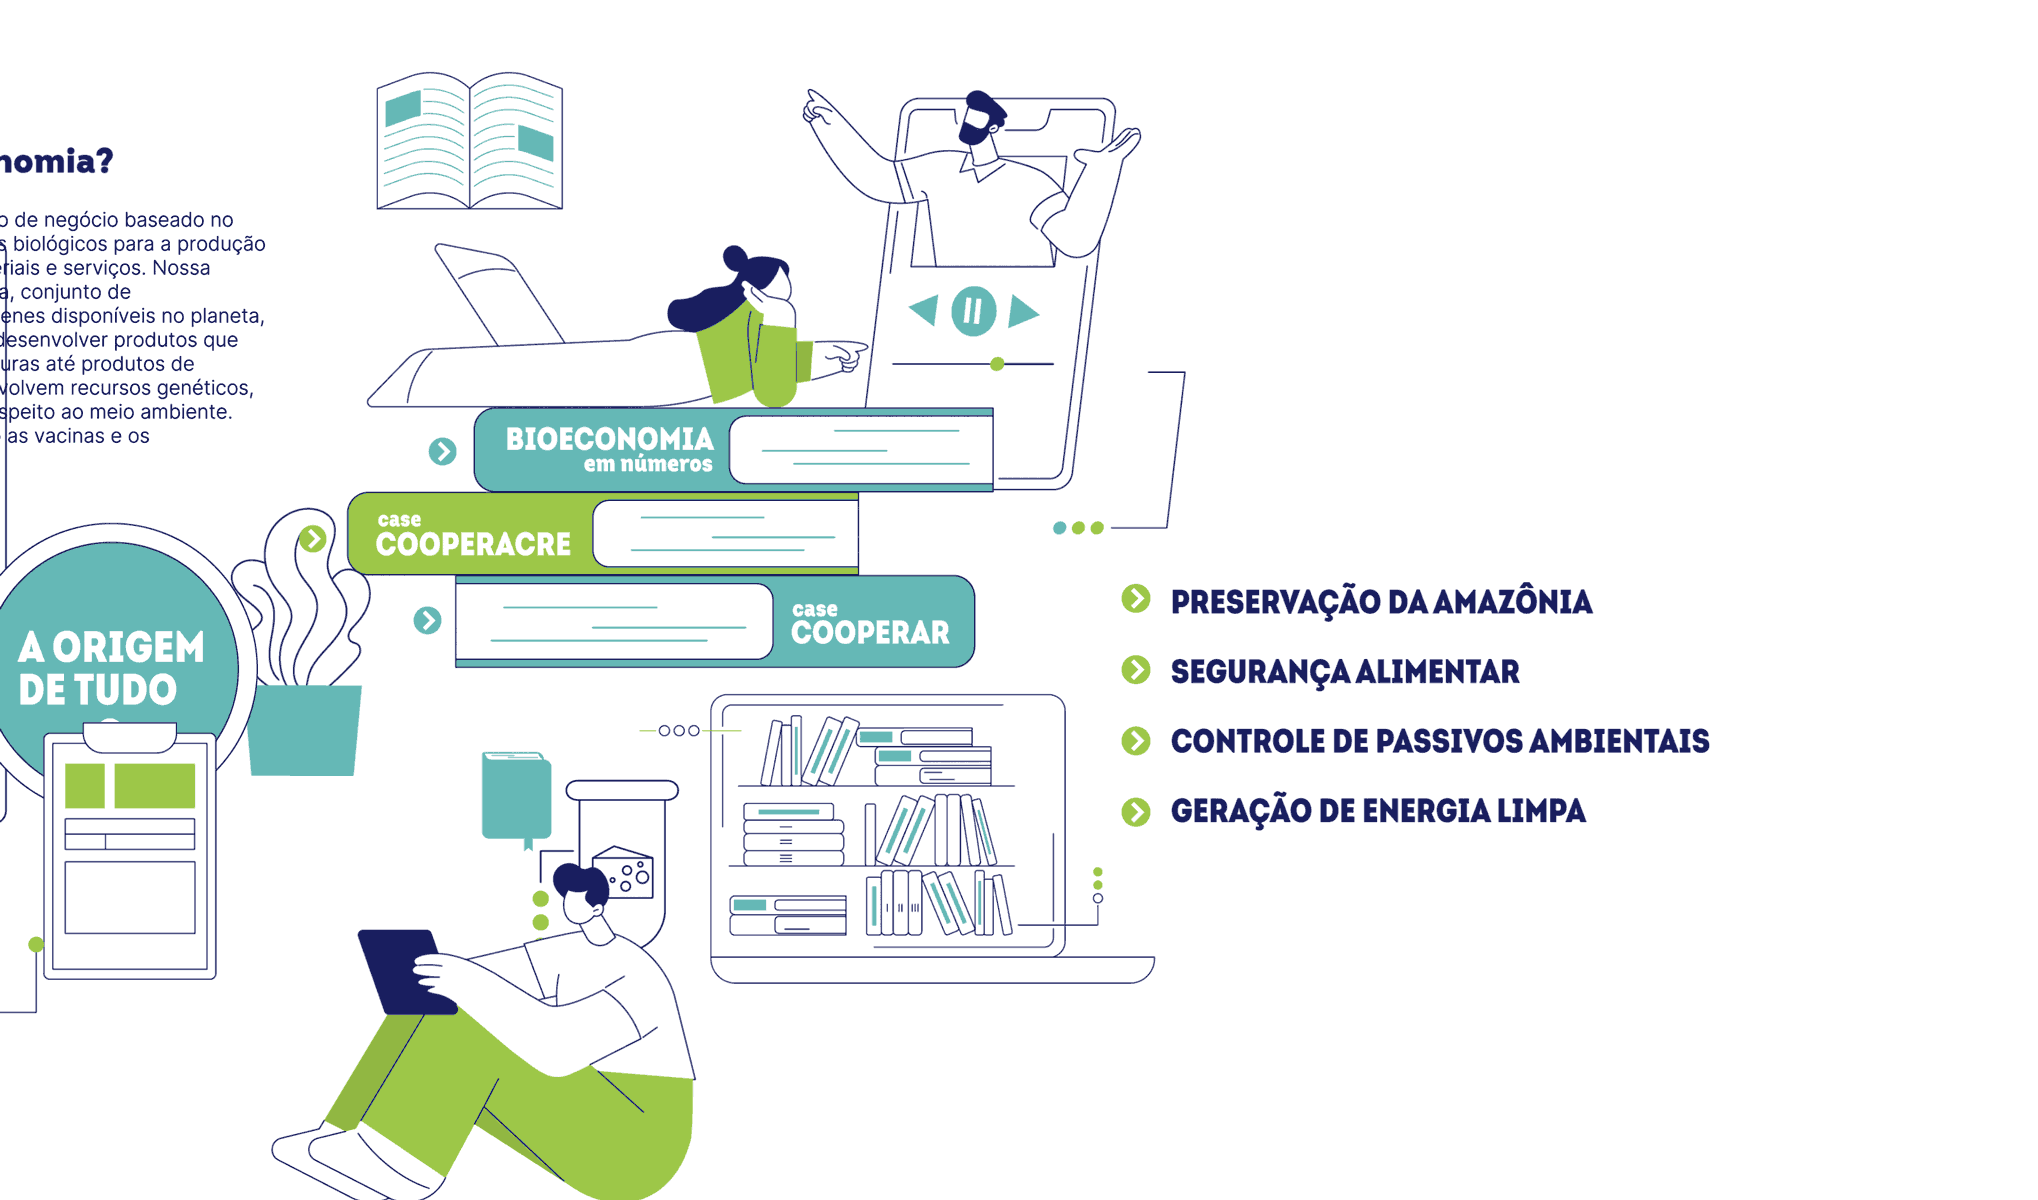 nomia?
o de negócio baseado no
s biológicos para a produção
eriais e serviços. Nossa
a, conjunto de
enes disponíveis no planeta,
desenvolver produtos que
uras até produtos de
volvem recursos genéticos,
speito ao meio ambiente.
as vacinas e os
A ORIGEM
DE TUDO
BIOECONOMIA
em números
case
COOPERACRE
case
COOPERAR
PRESERVAÇÃO DA AMAZÔNIA
SEGURANÇA ALIMENTAR
CONTROLE DE PASSIVOS AMBIENTAIS
GERAÇÃO DE ENERGIA LIMPA